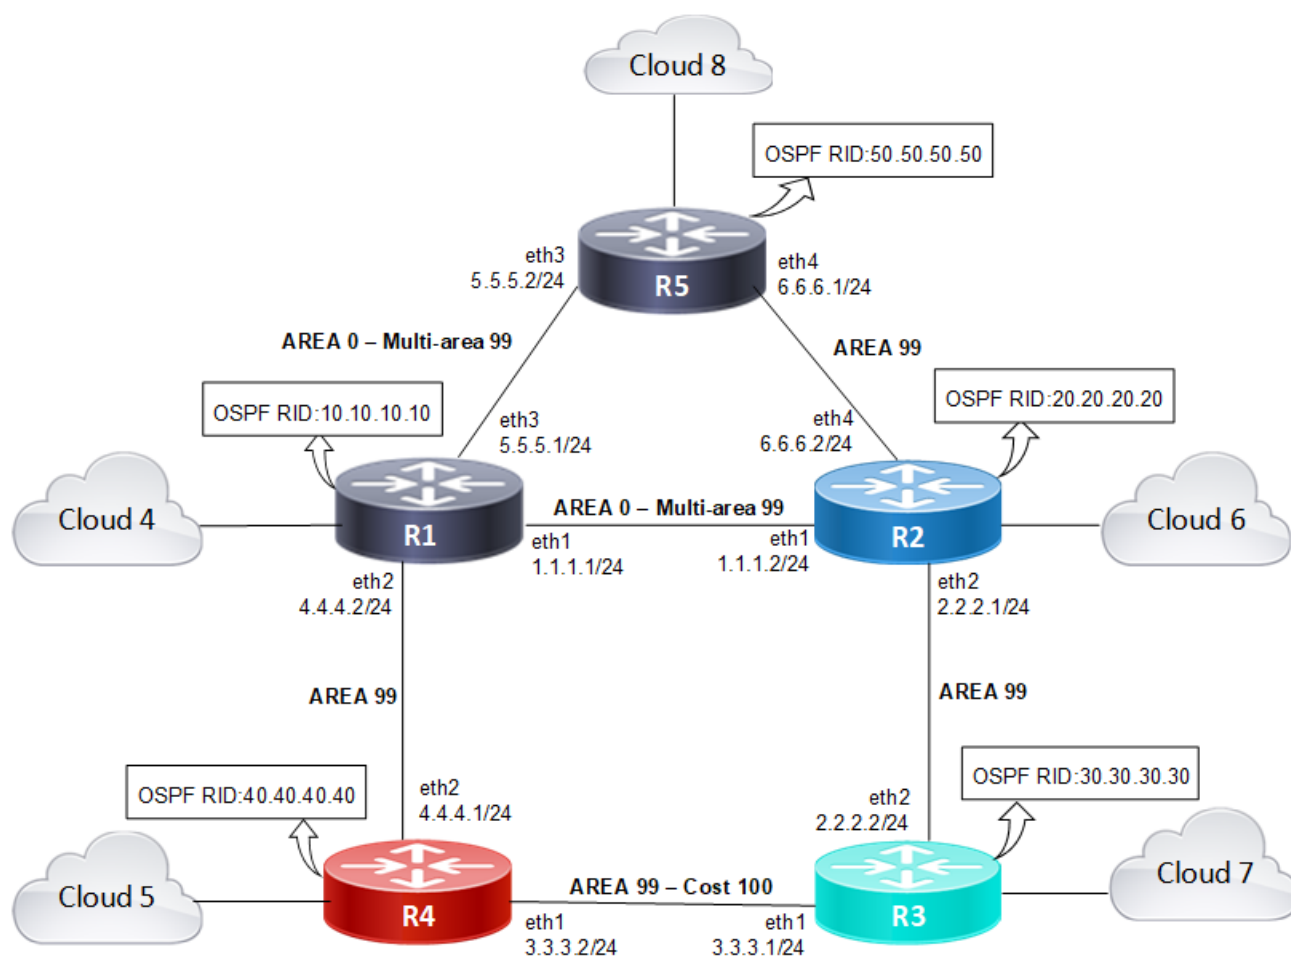 Cloud 8
OSPF RID:50.50.50.50
R5
eth3
5.5.5.2/24
eth4
6.6.6.1/24
AREA 0 – Multi-area 99
AREA 99
OSPF RID:10.10.10.10
OSPF RID:20.20.20.20
eth3
5.5.5.1/24
eth4
6.6.6.2/24
Cloud 4
R1
AREA 0 – Multi-area 99
eth1
1.1.1.1/24
eth1
1.1.1.2/24
R2
Cloud 6
eth2
4.4.4.2/24
eth2
2.2.2.1/24
AREA 99
AREA 99
OSPF RID:40.40.40.40
OSPF RID:30.30.30.30
eth2
4.4.4.1/24
eth2
2.2.2.2/24
Cloud 5
R4
AREA 99 – Cost 100
eth1
3.3.3.2/24
eth1
3.3.3.1/24
R3
Cloud 7